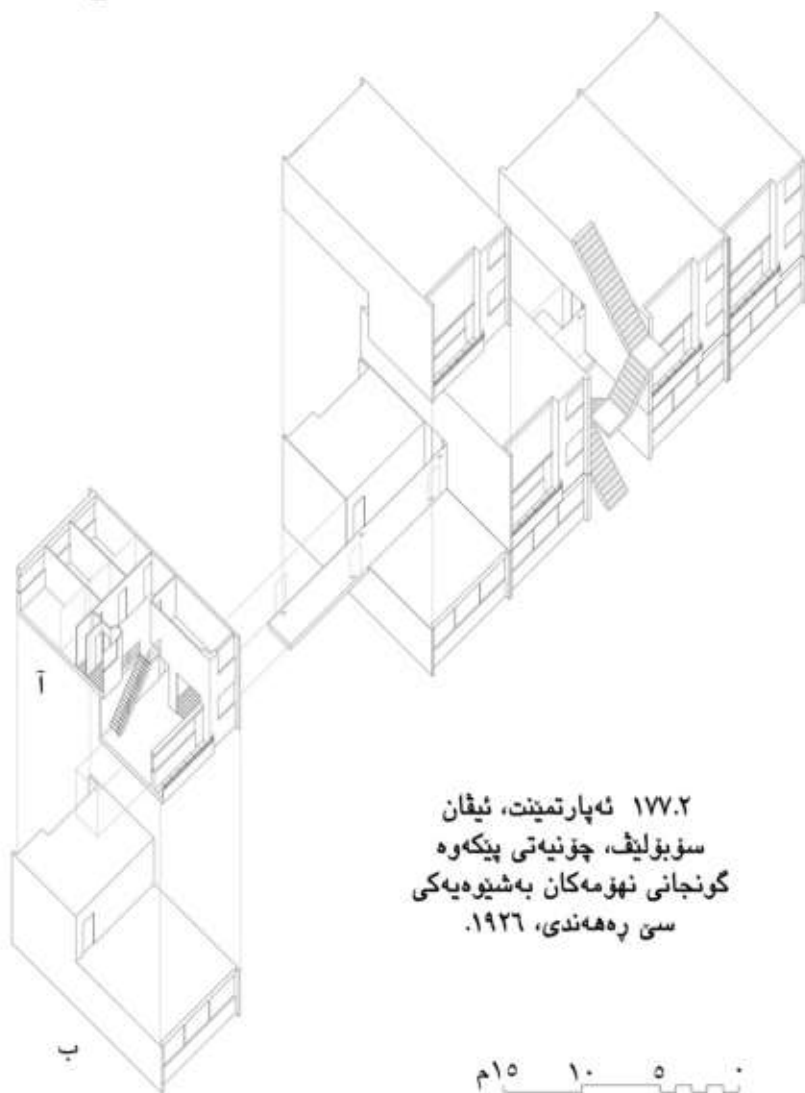 آ
١٧٧.٢ ئەپارتمێنت، ئیڤان
سۆبۆلێڤ، چۆنیەتی پێکەوە
گونجانی نهۆمەکان بەشێوەیەکی
سێ ڕەهەندی، ١٩٢٦.
ب
٠ ٥ ١٠ ١٥م